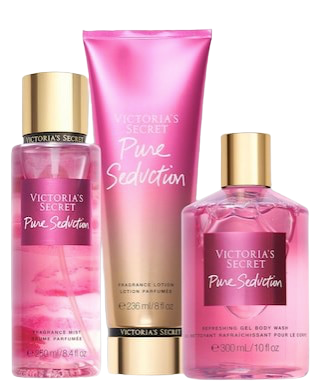 VICTORIA'S SECRET
VICTORIA'S SECRET
Pure Seduction
FRAGRANCE MIST
BRUME PARFUMÉE
℮ 250 ml / 8.4 fl oz
VICTORIA'S
SECRET
Pure
Seduction
FRAGRANCE LOTION
LOTION PARFUMÉE
℮ 236 ml / 8 fl oz
VICTORIA'S SECRET
VICTORIA'S
SECRET
Pure Seduction
REFRESHING GEL BODY WASH
GEL NETTOYANT RAFRAÎCHISSANT POUR LE CORPS
℮ 300 mL / 10 fl oz